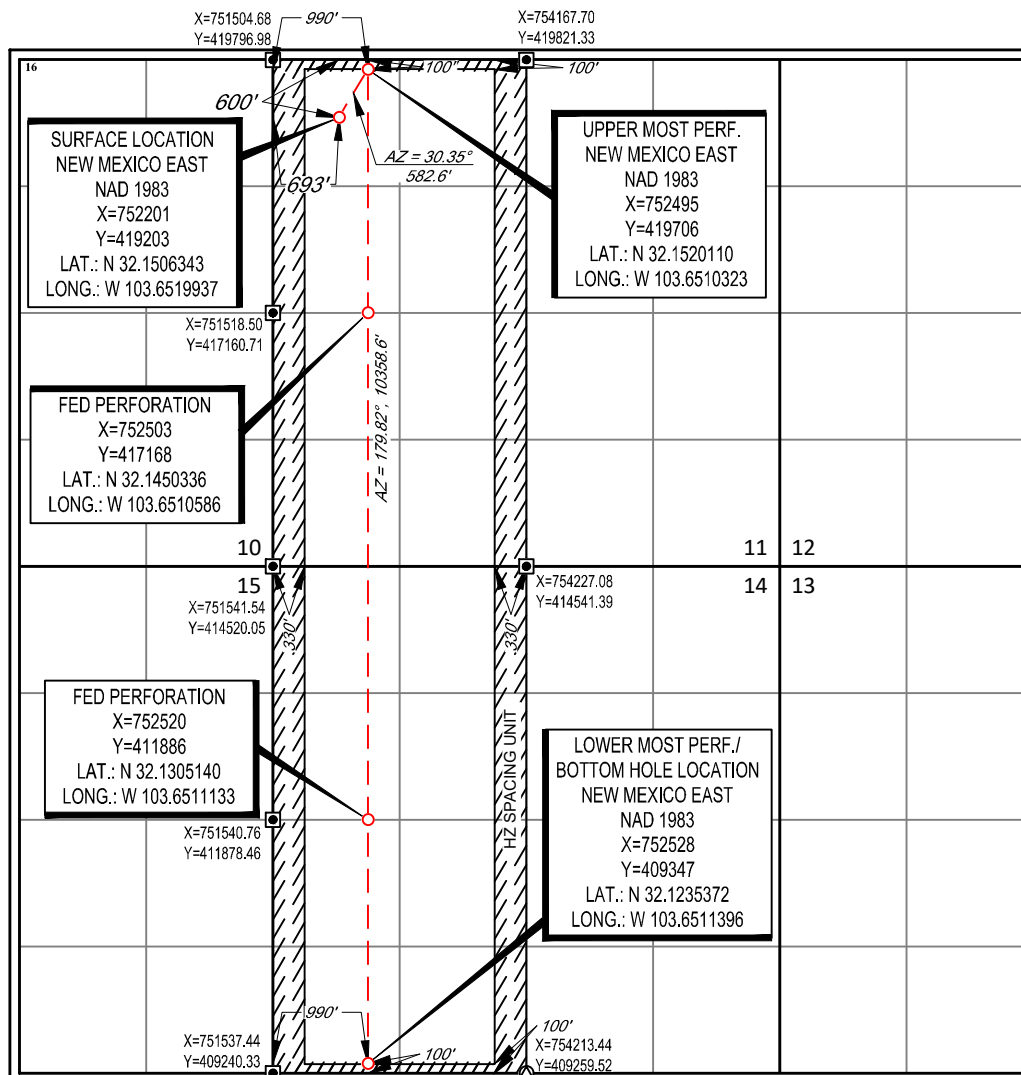 X=751504.68
Y=419796.98
990'
X=754167.70
Y=419821.33
16
100"
100'
600'
SURFACE LOCATION
NEW MEXICO EAST
NAD 1983
X=752201
Y=419203
LAT.: N 32.1506343
LONG.: W 103.6519937
693'
AZ = 30.35°
582.6'
UPPER MOST PERF.
NEW MEXICO EAST
NAD 1983
X=752495
Y=419706
LAT.: N 32.1520110
LONG.: W 103.6510323
X=751518.50
Y=417160.71
FED PERFORATION
X=752503
Y=417168
LAT.: N 32.1450336
LONG.: W 103.6510586
AZ = 179.82°, 10358.6'
10
11
12
15
14
13
X=751541.54
Y=414520.05
330'
330'
X=754227.08
Y=414541.39
FED PERFORATION
X=752520
Y=411886
LAT.: N 32.1305140
LONG.: W 103.6511133
X=751540.76
Y=411878.46
HZ SPACING UNIT
LOWER MOST PERF./
BOTTOM HOLE LOCATION
NEW MEXICO EAST
NAD 1983
X=752528
Y=409347
LAT.: N 32.1235372
LONG.: W 103.6511396
X=751537.44
Y=409240.33
990'
100'
100'
X=754213.44
Y=409259.52